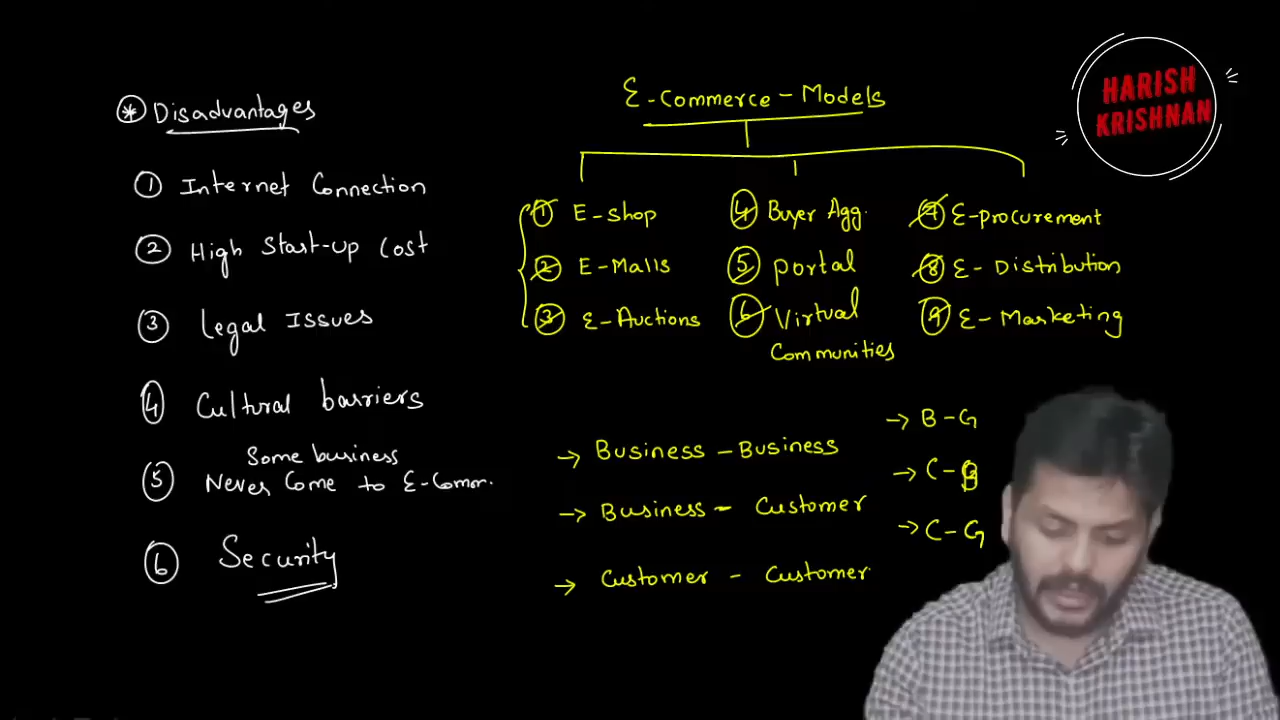 * Disadvantages
1 Internet Connection
2 High Start-up Cost
3 Legal Issues
4 Cultural barriers
Some business
5 Never Come to E-Comm.
6 Security
E-Commerce - Models
1 E-shop
2 E-Malls
3 E-Auctions
4 Buyer Agg.
5 Portal
6 Virtual
Communities
7 E-procurement
8 E-Distribution
9 E-Marketing
→ Business - Business
→ Business - Customer
→ Customer - Customer
→ B-G
→ C-B
→ C-G
HARISH
KRISHNAN